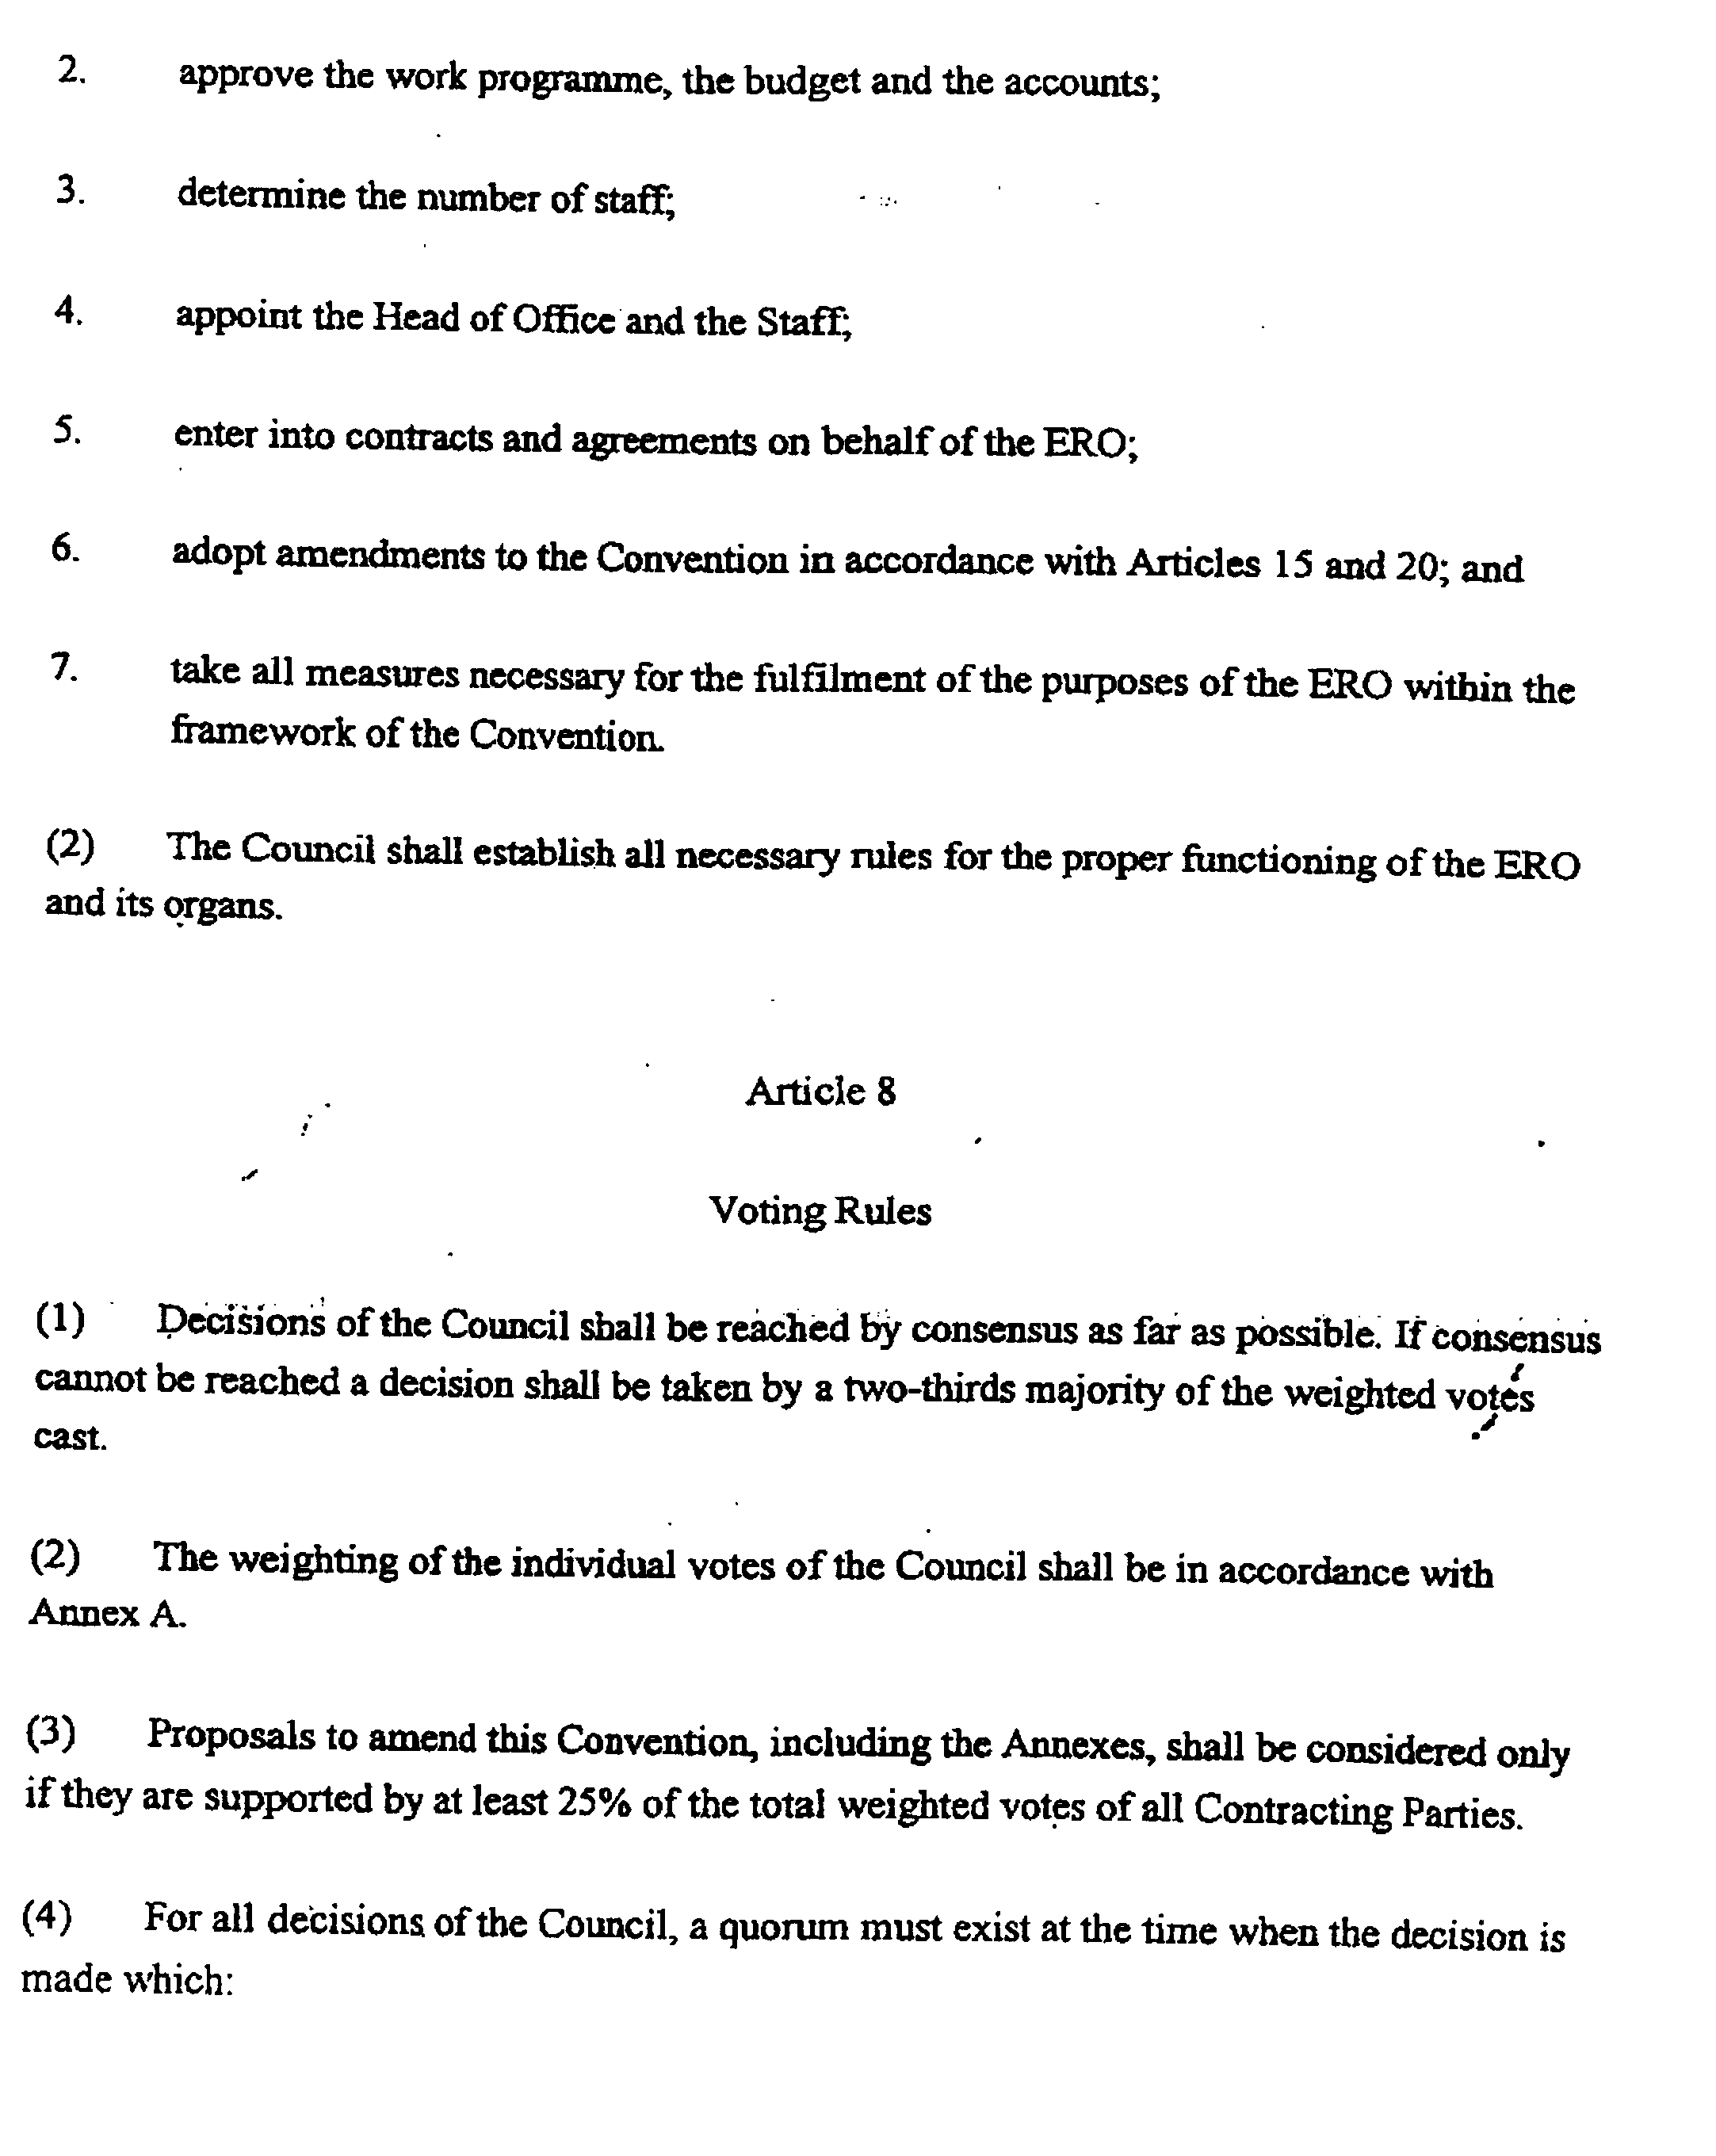 2. approve the work programme, the budget and the accounts;
3. determine the number of staff;
4. appoint the Head of Office and the Staff;
5. enter into contracts and agreements on behalf of the ERO;
6. adopt amendments to the Convention in accordance with Articles 15 and 20; and
7. take all measures necessary for the fulfilment of the purposes of the ERO within the
framework of the Convention.
(2) The Council shall establish all necessary rules for the proper functioning of the ERO
and its organs.
Article 8
Voting Rules
(1) Decisions of the Council shall be reached by consensus as far as possible. If consensus
cannot be reached a decision shall be taken by a two-thirds majority of the weighted votes
cast.
(2) The weighting of the individual votes of the Council shall be in accordance with
Annex A.
(3) Proposals to amend this Convention, including the Annexes, shall be considered only
if they are supported by at least 25% of the total weighted votes of all Contracting Parties.
(4) For all decisions of the Council, a quorum must exist at the time when the decision is
made which: